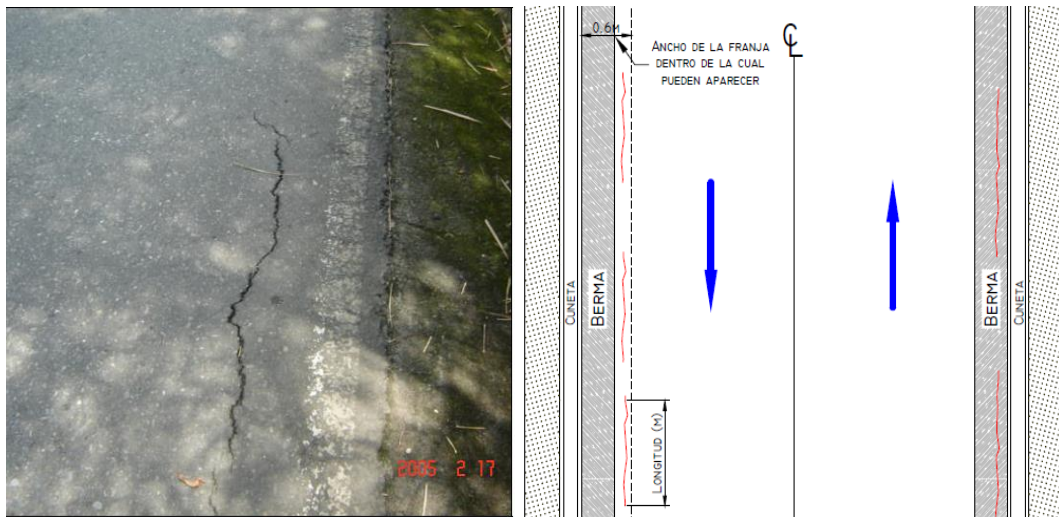 2005 2 17
0.6M
ANCHO DE LA FRANJA
DENTRO DE LA CUAL
PUEDEN APARECER
CL
CUNETA
BERMA
LONGITUD (M)
BERMA
CUNETA